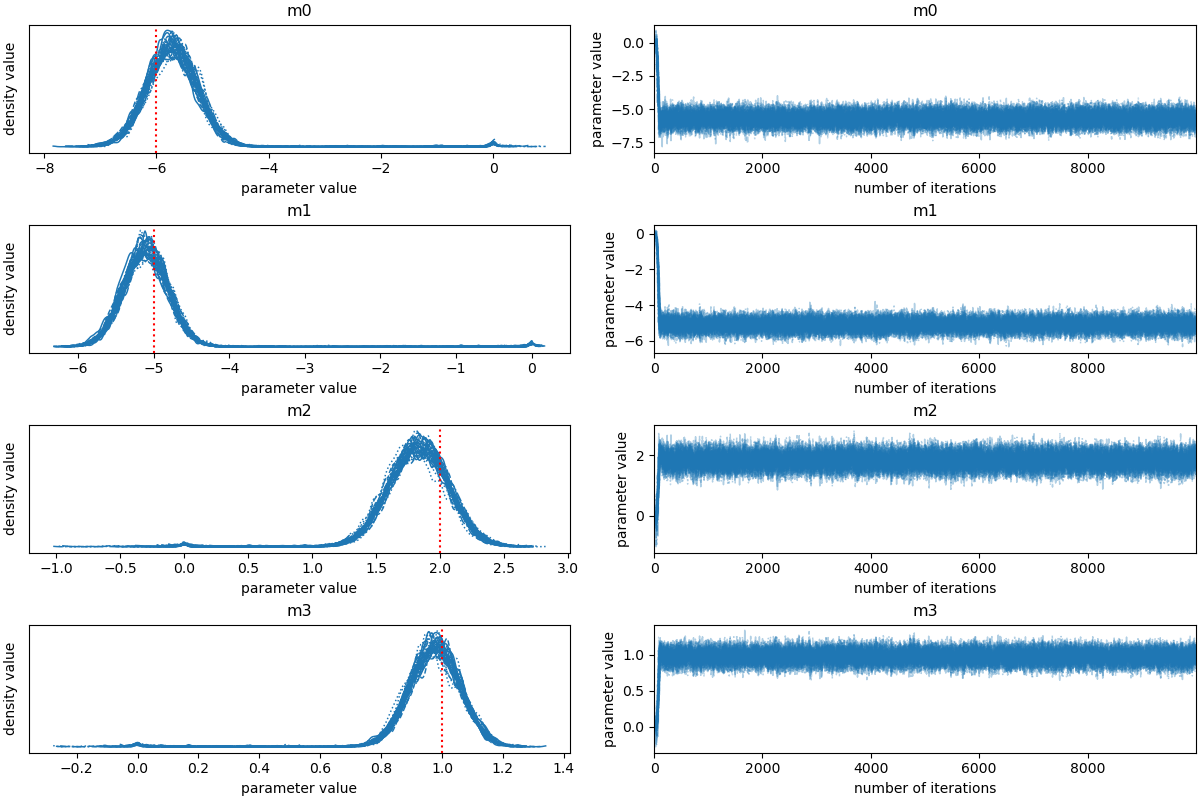 m0
density value
−8 −6 −4 −2 0
parameter value
m0
parameter value
0.0
−2.5
−5.0
−7.5
0 2000 4000 6000 8000
number of iterations
m1
density value
−6 −5 −4 −3 −2 −1 0
parameter value
m1
parameter value
0
−2
−4
−6
0 2000 4000 6000 8000
number of iterations
m2
density value
−1.0 −0.5 0.0 0.5 1.0 1.5 2.0 2.5 3.0
parameter value
m2
parameter value
2
0
0 2000 4000 6000 8000
number of iterations
m3
density value
−0.2 0.0 0.2 0.4 0.6 0.8 1.0 1.2 1.4
parameter value
m3
parameter value
1.0
0.5
0.0
0 2000 4000 6000 8000
number of iterations